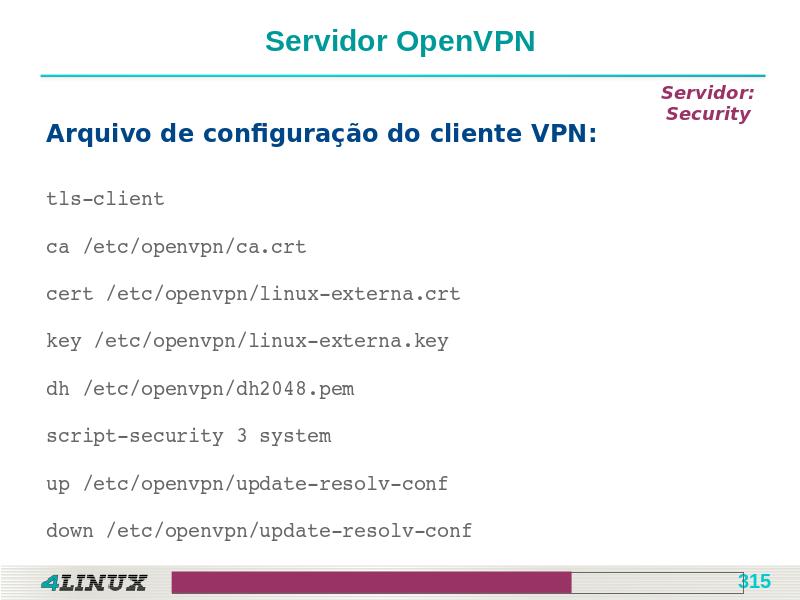 Servidor OpenVPN
Servidor:
Security
Arquivo de configuração do cliente VPN:
tls-client
ca /etc/openvpn/ca.crt
cert /etc/openvpn/linux-externa.crt
key /etc/openvpn/linux-externa.key
dh /etc/openvpn/dh2048.pem
script-security 3 system
up /etc/openvpn/update-resolv-conf
down /etc/openvpn/update-resolv-conf
4LINUX
315